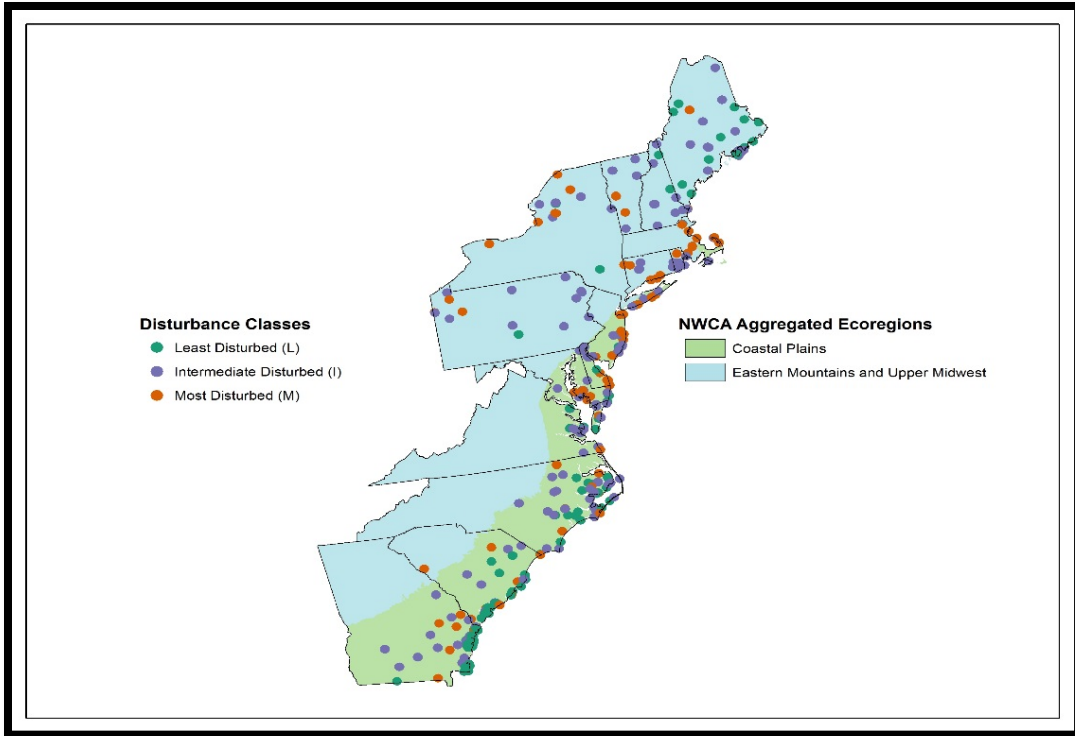 Disturbance Classes
Least Disturbed (L)
Intermediate Disturbed (I)
Most Disturbed (M)
NWCA Aggregated Ecoregions
Coastal Plains
Eastern Mountains and Upper Midwest